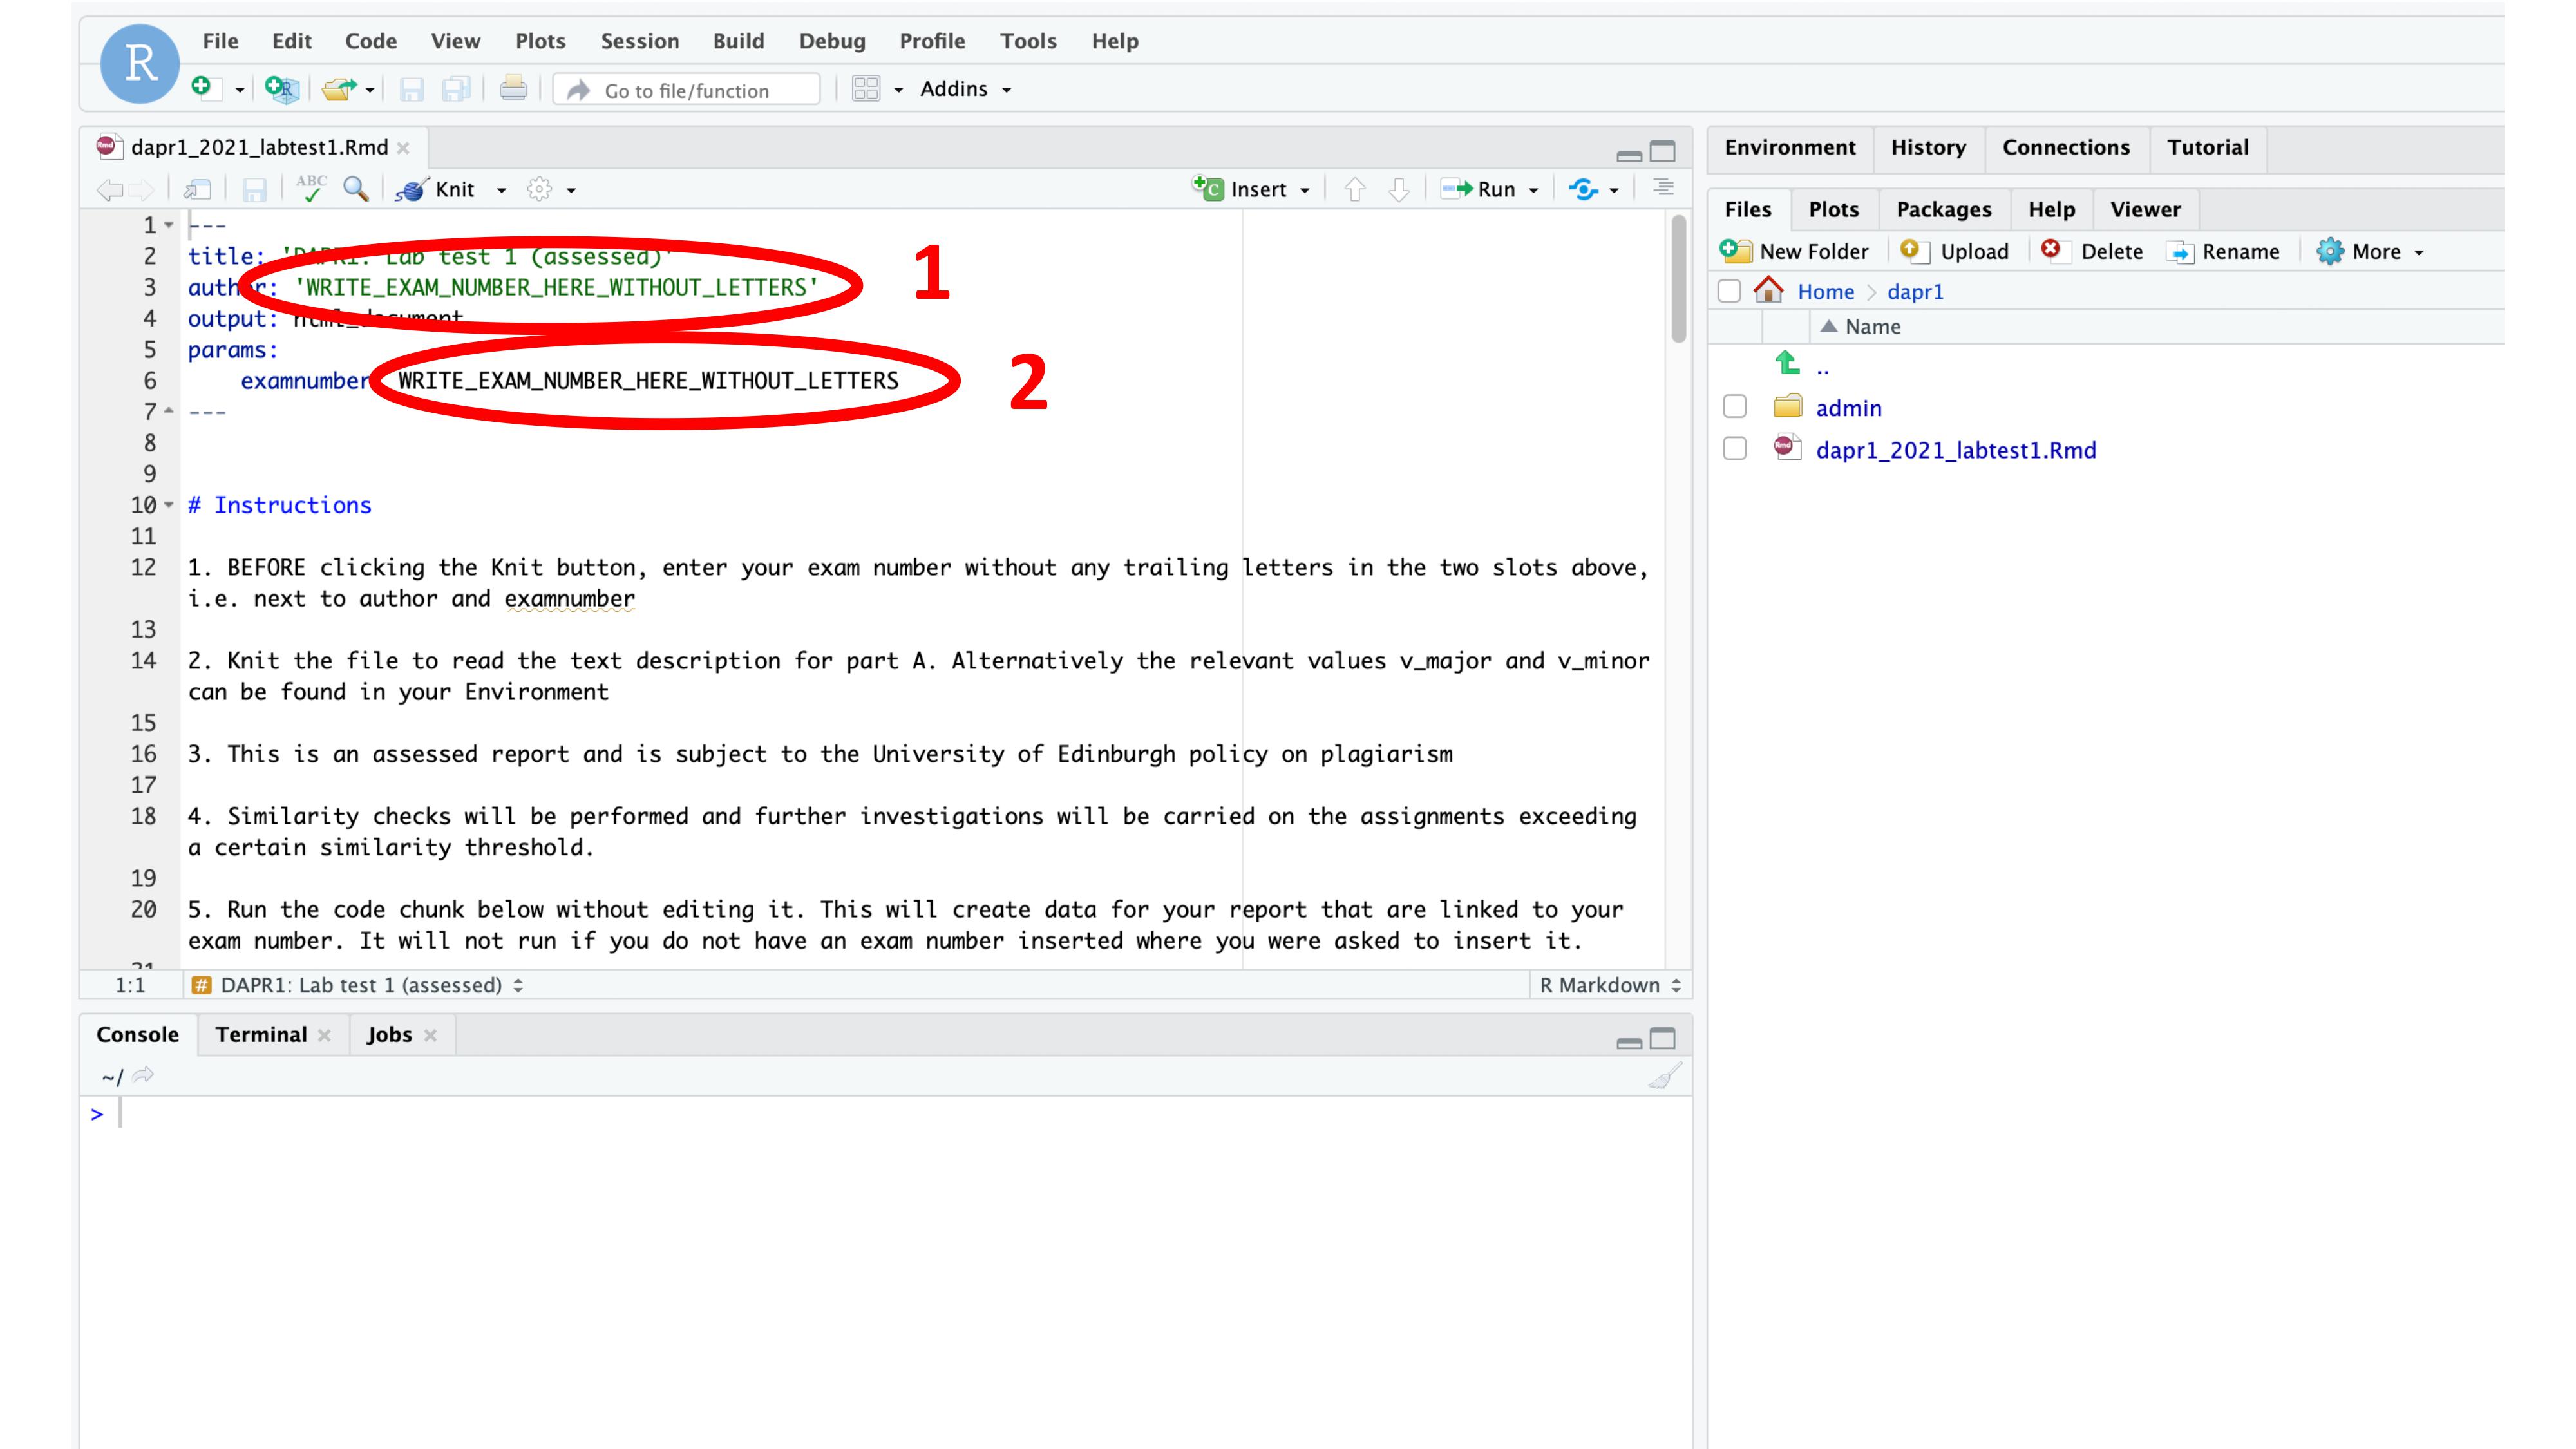 R File Edit Code View Plots Session Build Debug Profile Tools Help
R Go to file/function Addins
dapr1_2021_labtest1.Rmd
ABC Knit C Insert Run
1 ---
2 title: 'DAPR1: Lab test 1 (assessed)'
3 author: 'WRITE_EXAM_NUMBER_HERE_WITHOUT_LETTERS'
1
4 output: html_document
5 params:
6 examnumber WRITE_EXAM_NUMBER_HERE_WITHOUT_LETTERS
2
7 ---
8
9
10 # Instructions
11
12 1. BEFORE clicking the Knit button, enter your exam number without any trailing letters in the two slots above,
i.e. next to author and examnumber
13
14 2. Knit the file to read the text description for part A. Alternatively the relevant values v_major and v_minor
can be found in your Environment
15
16 3. This is an assessed report and is subject to the University of Edinburgh policy on plagiarism
17
18 4. Similarity checks will be performed and further investigations will be carried on the assignments exceeding
a certain similarity threshold.
19
20 5. Run the code chunk below without editing it. This will create data for your report that are linked to your
exam number. It will not run if you do not have an exam number inserted where you were asked to insert it.
21
1:1 # DAPR1: Lab test 1 (assessed) R Markdown
Console Terminal Jobs
~/
>
Environment History Connections Tutorial
Files Plots Packages Help Viewer
New Folder Upload Delete Rename More
Home > dapr1
Name
..
admin
Rmd dapr1_2021_labtest1.Rmd